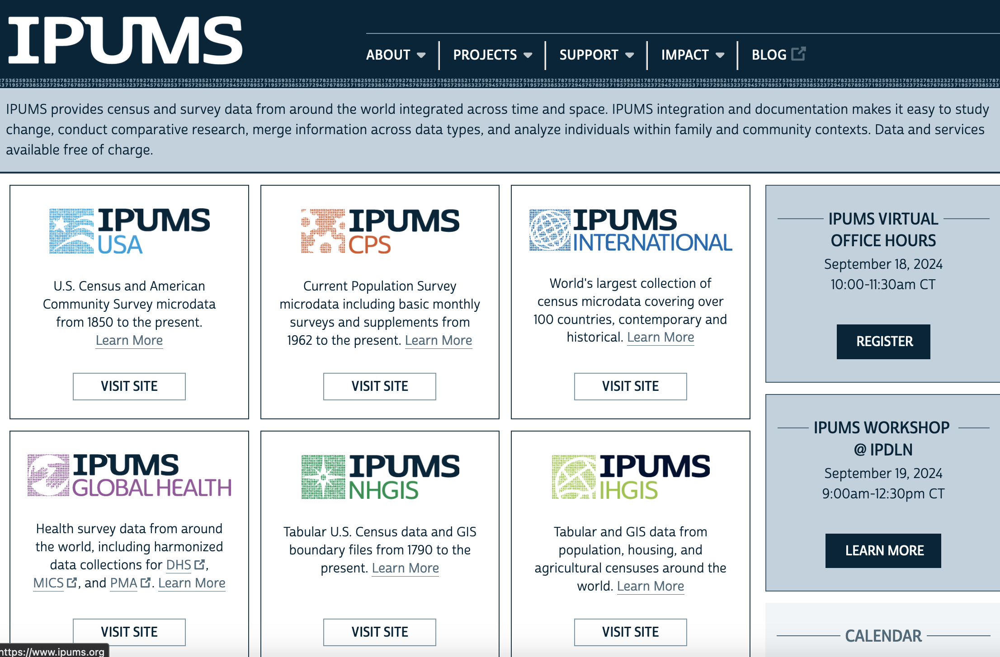 IPUMS
ABOUT
PROJECTS
SUPPORT
IMPACT
BLOG
IPUMS provides census and survey data from around the world integrated across time and space. IPUMS integration and documentation makes it easy to study
change, conduct comparative research, merge information across data types, and analyze individuals within family and community contexts. Data and services
available free of charge.
IPUMS
USA
U.S. Census and American
Community Survey microdata
from 1850 to the present.
Learn More
VISIT SITE
IPUMS
CPS
Current Population Survey
microdata including basic monthly
surveys and supplements from
1962 to the present. Learn More
VISIT SITE
IPUMS
INTERNATIONAL
World's largest collection of
census microdata covering over
100 countries, contemporary and
historical. Learn More
VISIT SITE
IPUMS
GLOBAL HEALTH
Health survey data from around
the world, including harmonized
data collections for DHS,
MICS, and PMA. Learn More
VISIT SITE
IPUMS
NHGIS
Tabular U.S. Census data and GIS
boundary files from 1790 to the
present. Learn More
VISIT SITE
IPUMS
IHGIS
Tabular and GIS data from
population, housing, and
agricultural censuses around the
world. Learn More
VISIT SITE
IPUMS VIRTUAL
OFFICE HOURS
September 18, 2024
10:00-11:30am CT
REGISTER
IPUMS WORKSHOP
@ IPDLN
September 19, 2024
9:00am-12:30pm CT
LEARN MORE
CALENDAR
https://www.ipums.org